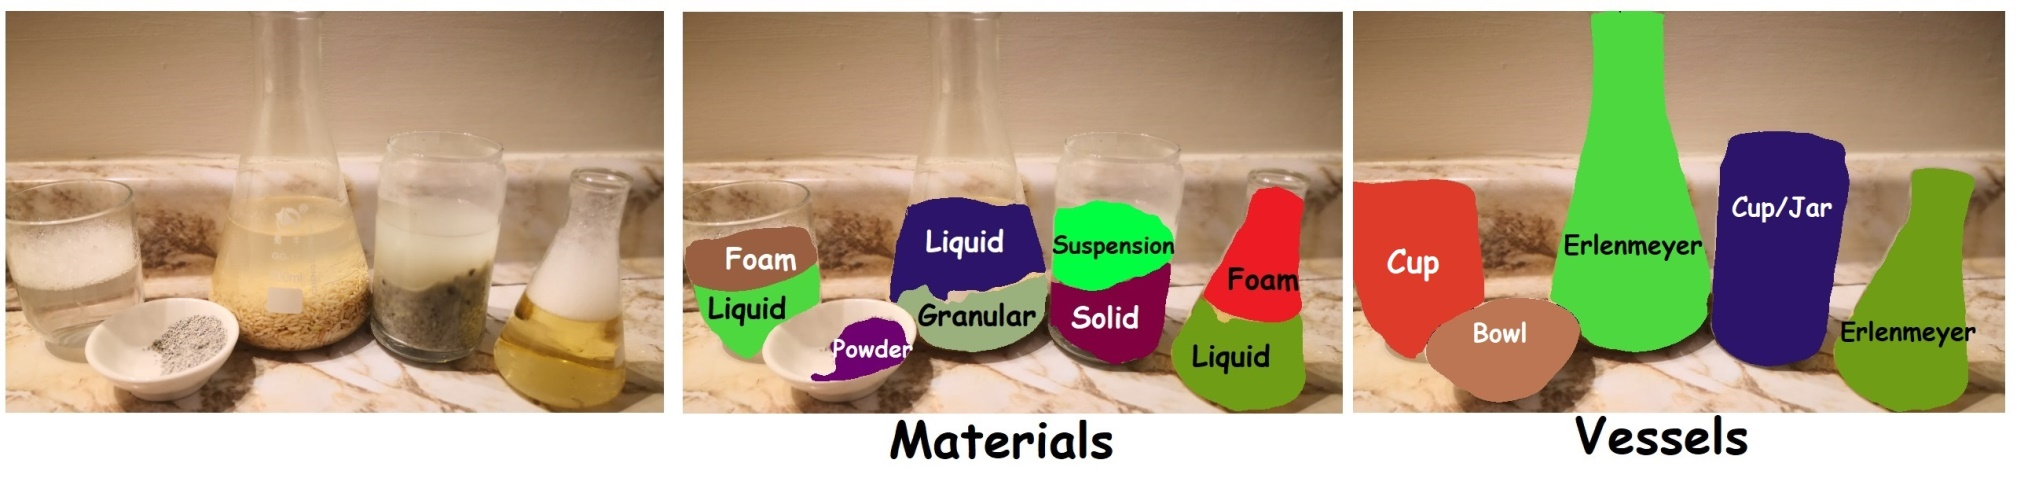 Foam
Liquid
Powder
Liquid
Granular
Suspension
Solid
Foam
Liquid
Materials
Cup
Bowl
Erlenmeyer
Cup/Jar
Erlenmeyer
Vessels